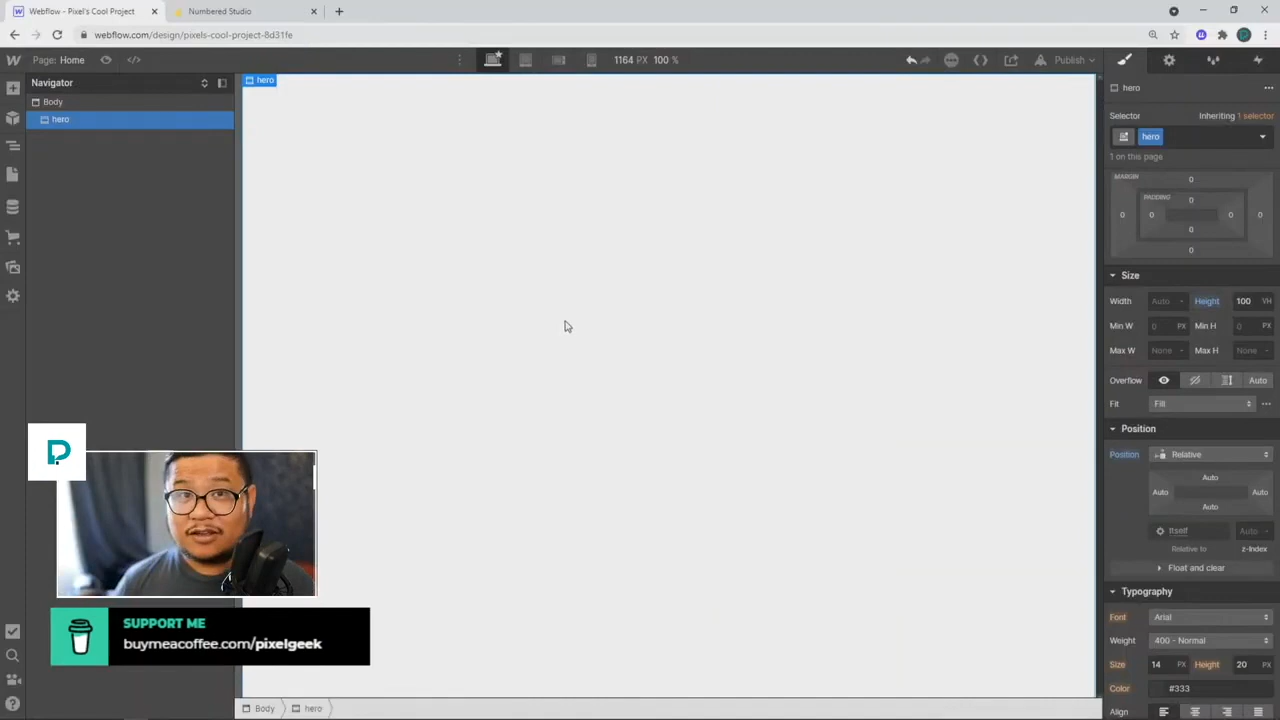 Webflow - Pixel's Cool Project
Numbered Studio
webflow.com/design/pixels-cool-project-8d31fe
Page: Home
1164 PX 100 %
Publish
Navigator
Body
hero
hero
hero
Selector
Inheriting 1 selector
hero
1 on this page
MARGIN
0
PADDING
0
0 0 0 0
0
0
Size
Width Auto - Height 100 VH
Min W 0 PX Min H 0 PX
Max W None - Max H None -
Overflow Auto
Fit Fill
Position
Position Relative
Auto
Auto Auto
Auto
Itself Auto -
Relative to z-Index
Float and clear
Typography
Font Arial
Weight 400 - Normal
Size 14 PX Height 20 PX
Color #333
Align
SUPPORT ME
buymeacoffee.com/pixelgeek
Body hero